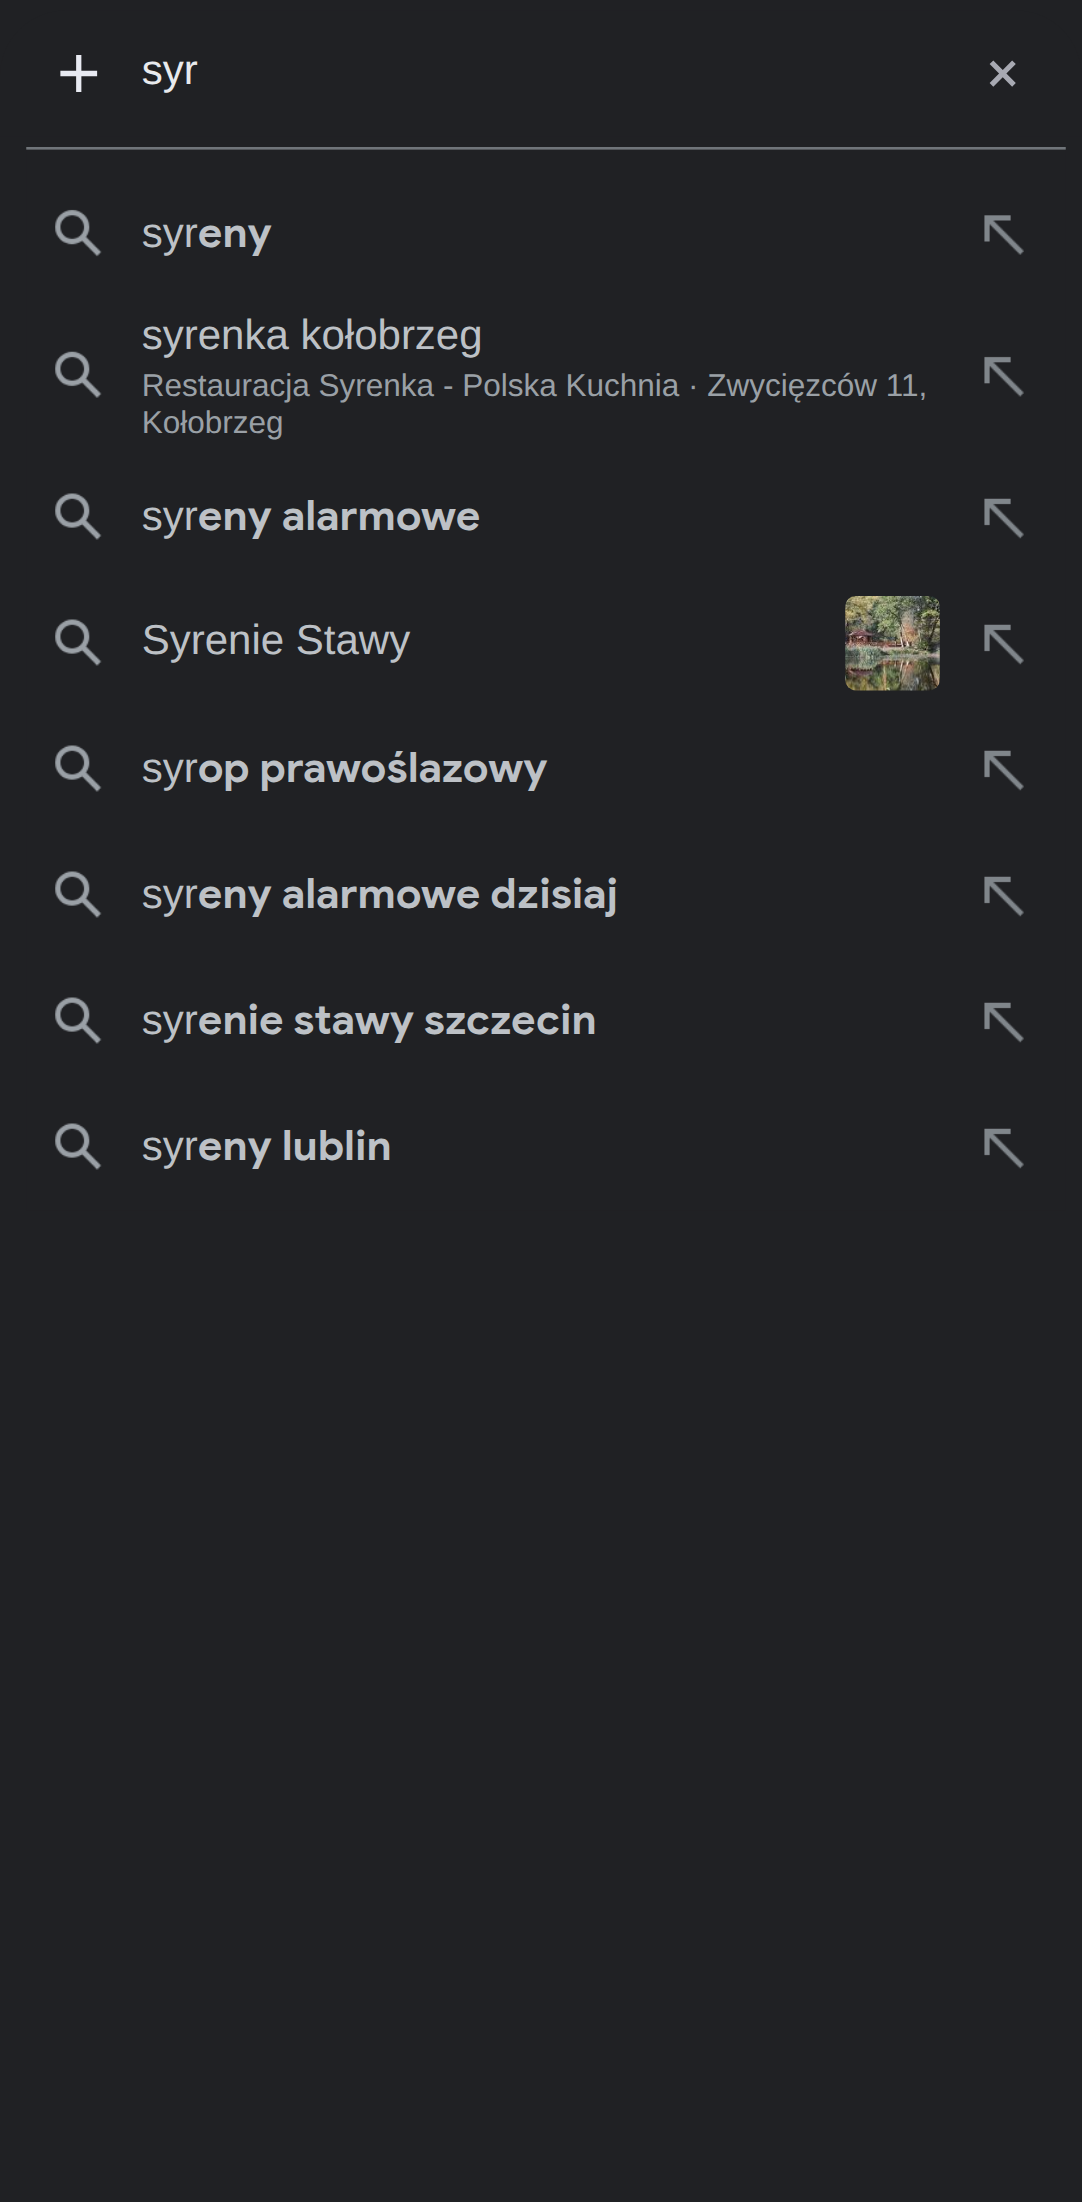 syr
syreny
syrenka kołobrzeg
Restauracja Syrenka - Polska Kuchnia · Zwycięzców 11,
Kołobrzeg
syreny alarmowe
Syrenie Stawy
syrop prawoślazowy
syreny alarmowe dzisiaj
syrenie stawy szczecin
syreny lublin